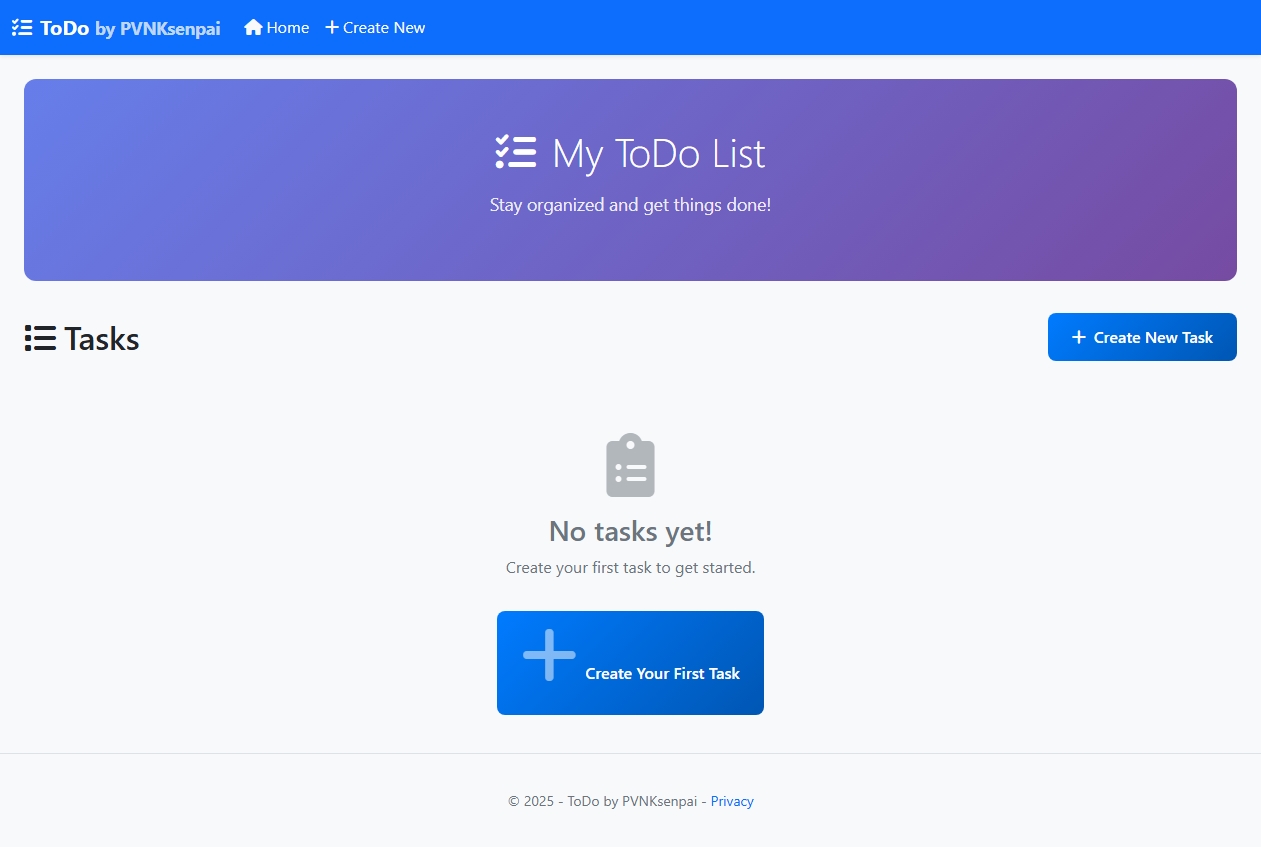 ToDo by PVNKsenpai Home Create New
My ToDo List
Stay organized and get things done!
Tasks
Create New Task
No tasks yet!
Create your first task to get started.
Create Your First Task
© 2025 - ToDo by PVNKsenpai - Privacy